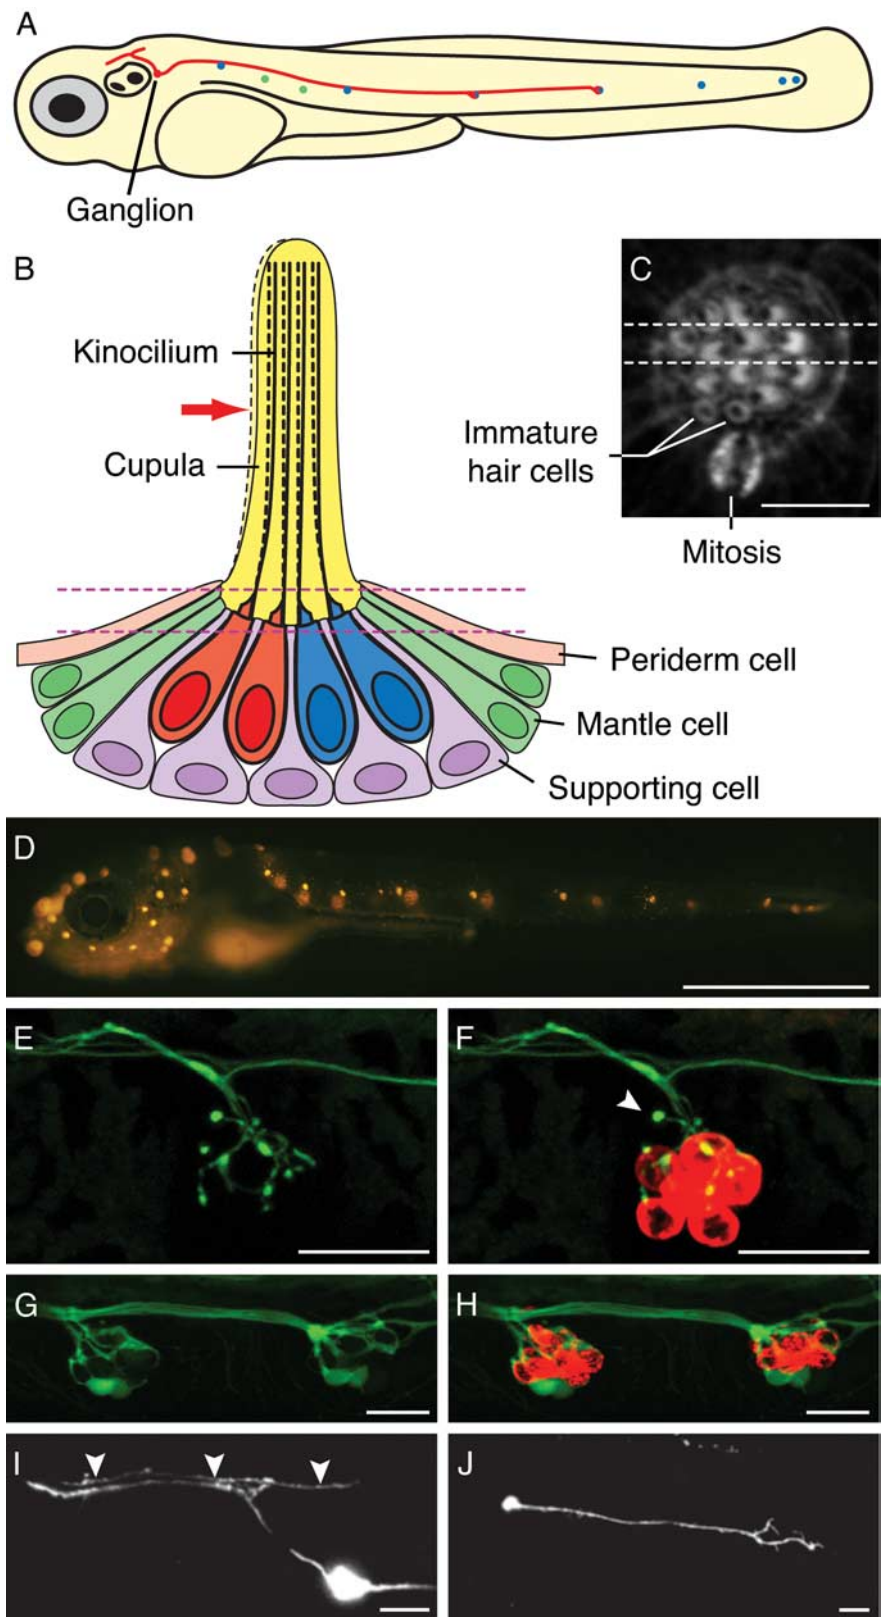 A
Ganglion
B
C
Kinocilium
Cupula
Immature
hair cells
Mitosis
Periderm cell
Mantle cell
Supporting cell
D
E
F
G
H
I
J